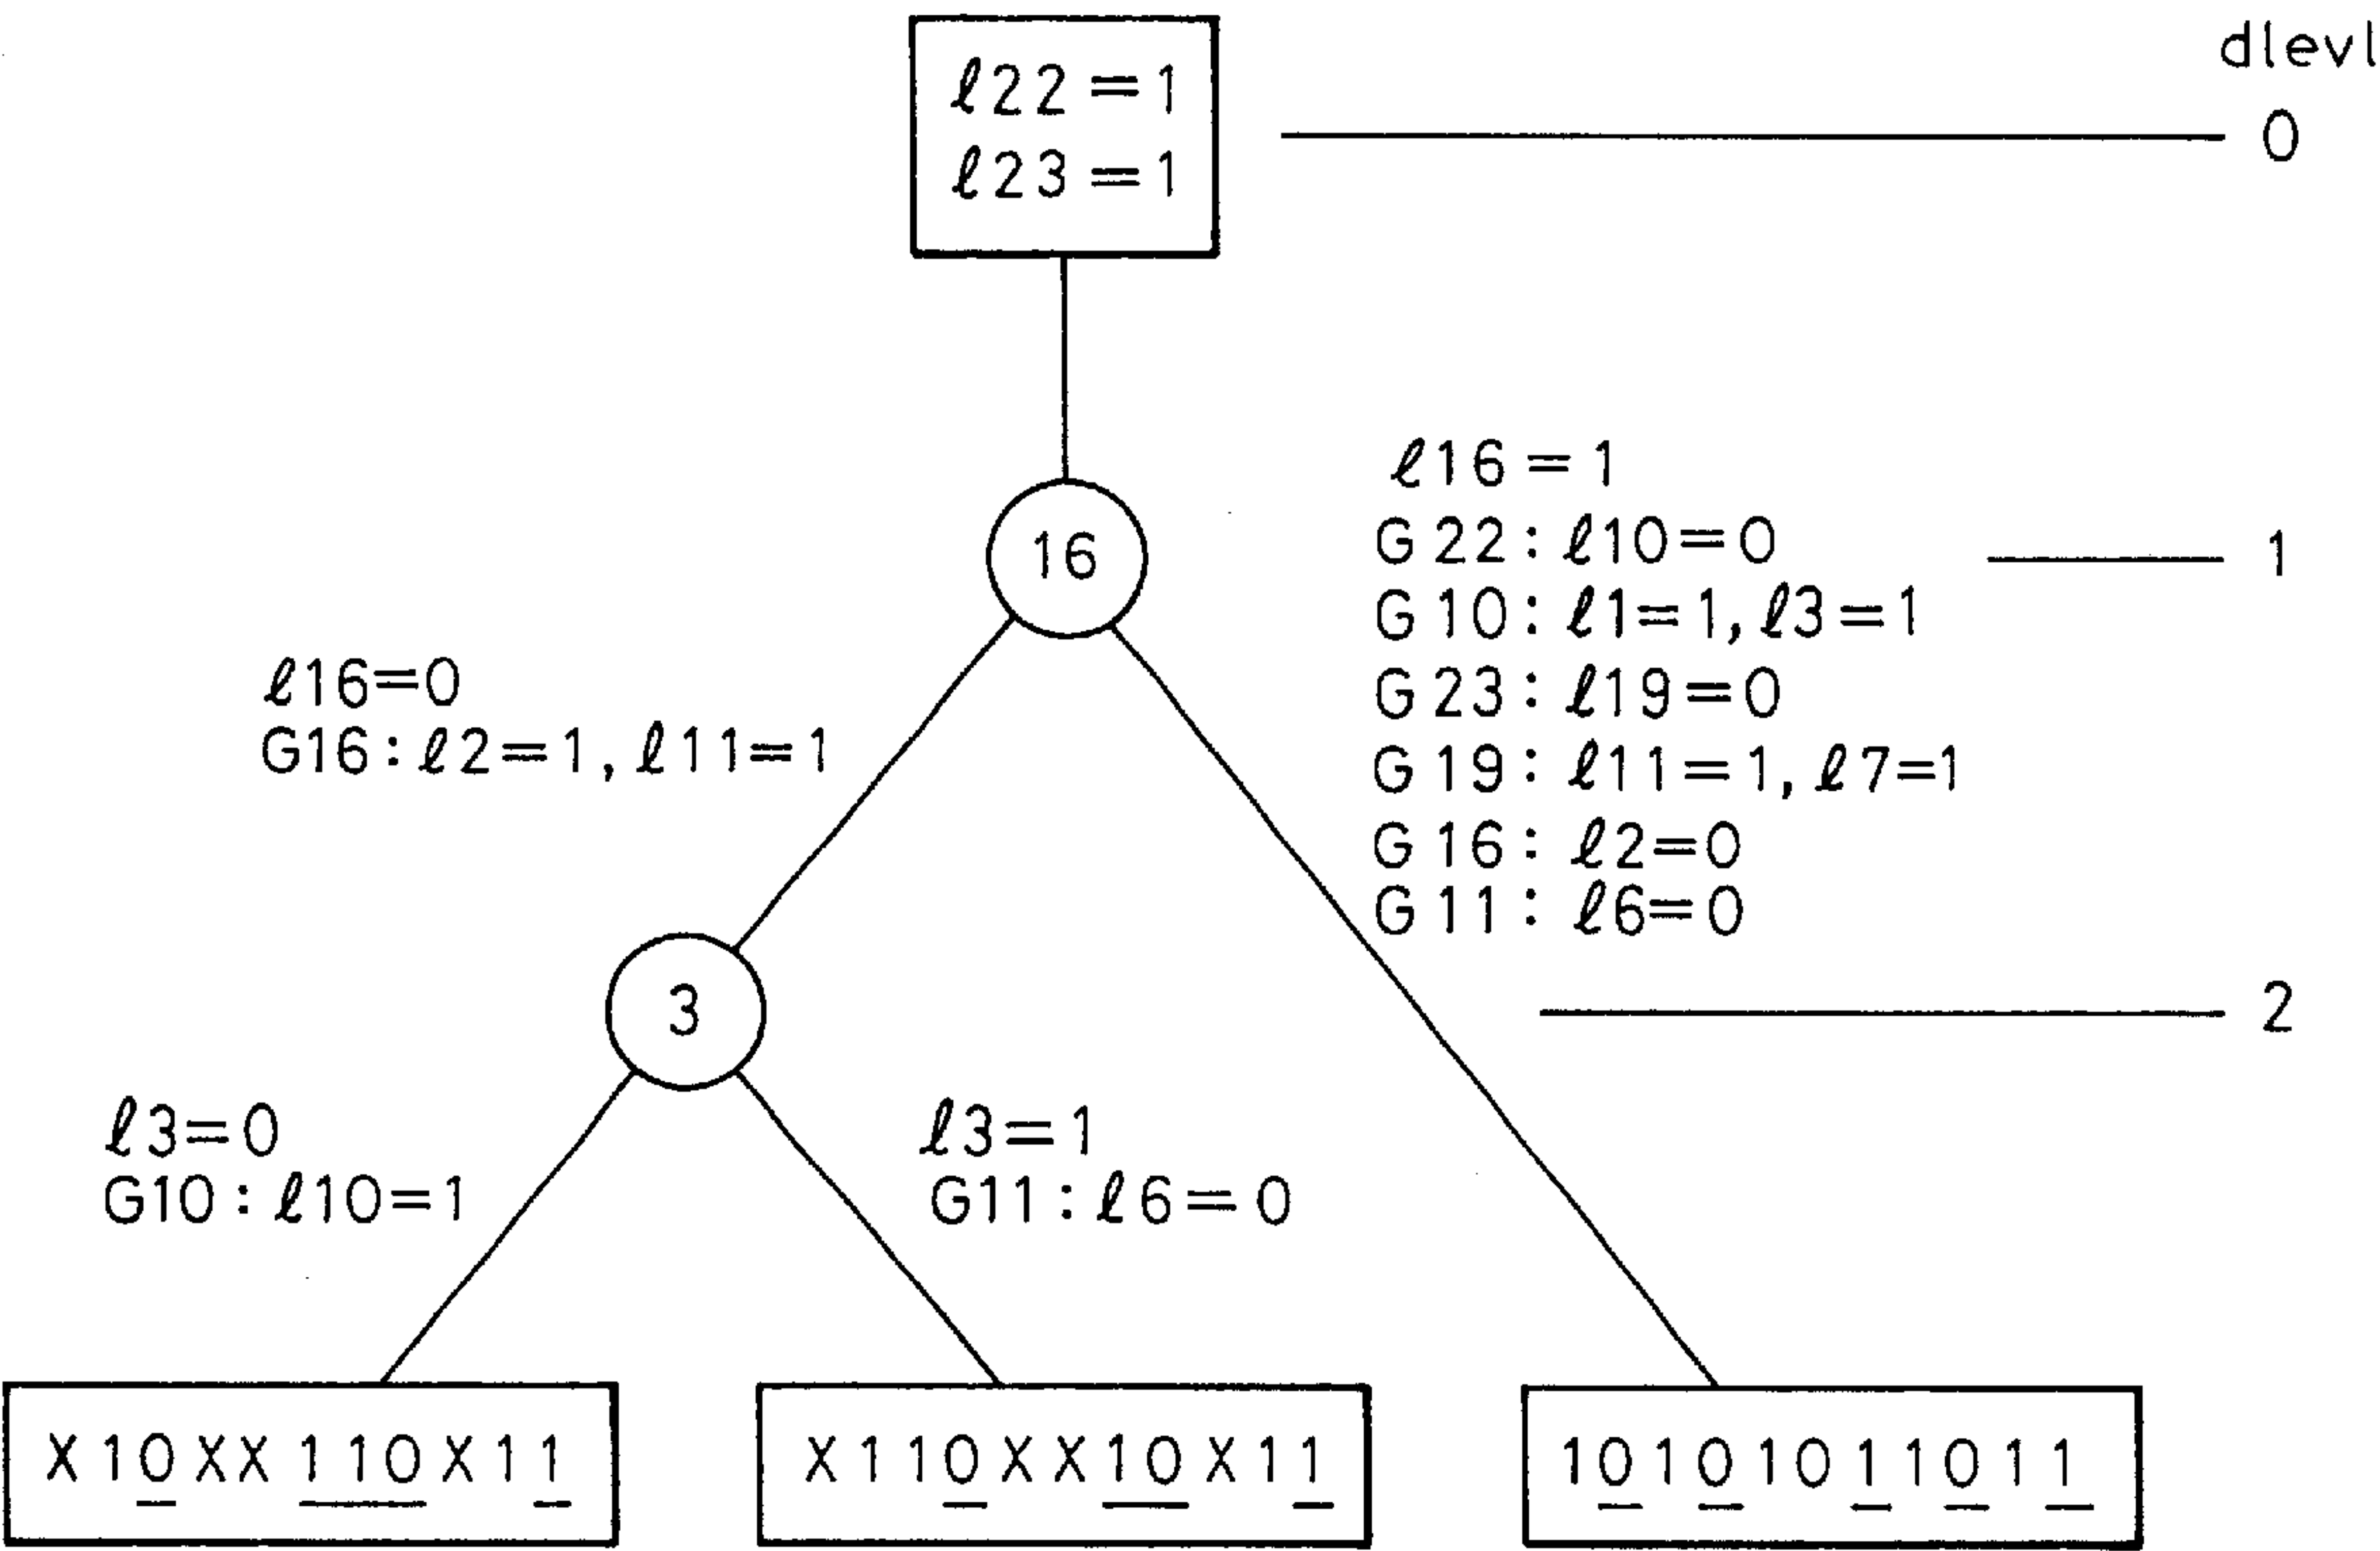 dlevl
ℓ22=1
0
ℓ23=1
16
ℓ16=1
G22:ℓ10=0
1
G10:ℓ1=1,ℓ3=1
G23:ℓ19=0
G19:ℓ11=1,ℓ7=1
G16:ℓ2=0
G11:ℓ6=0
ℓ16=0
G16:ℓ2=1,ℓ11=1
3
2
ℓ3=0
G10:ℓ10=1
ℓ3=1
G11:ℓ6=0
X10XX110X11
X110XX10X11
10101011011